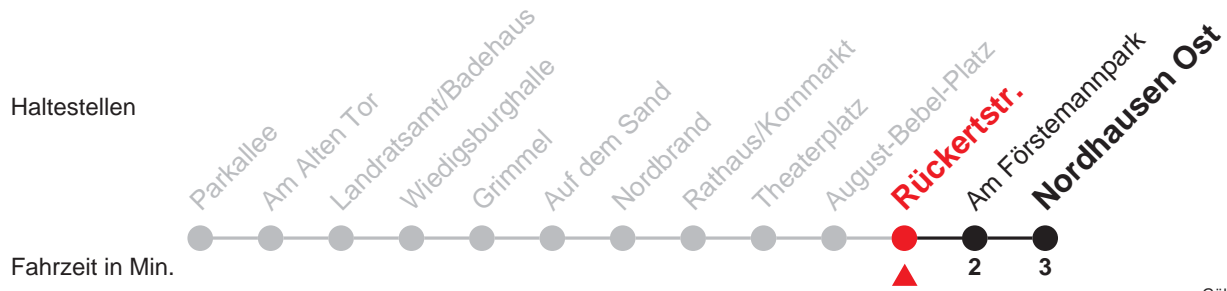 Haltestellen
Parkallee
Am Alten Tor
Landratsamt/Badehaus
Wiedigsburghalle
Grimmel
Auf dem Sand
Nordbrand
Rathaus/Kornmarkt
Theaterplatz
August-Bebel-Platz
Rückertstr.
Am Förstemannpark
Nordhausen Ost
Fahrzeit in Min.
2
3